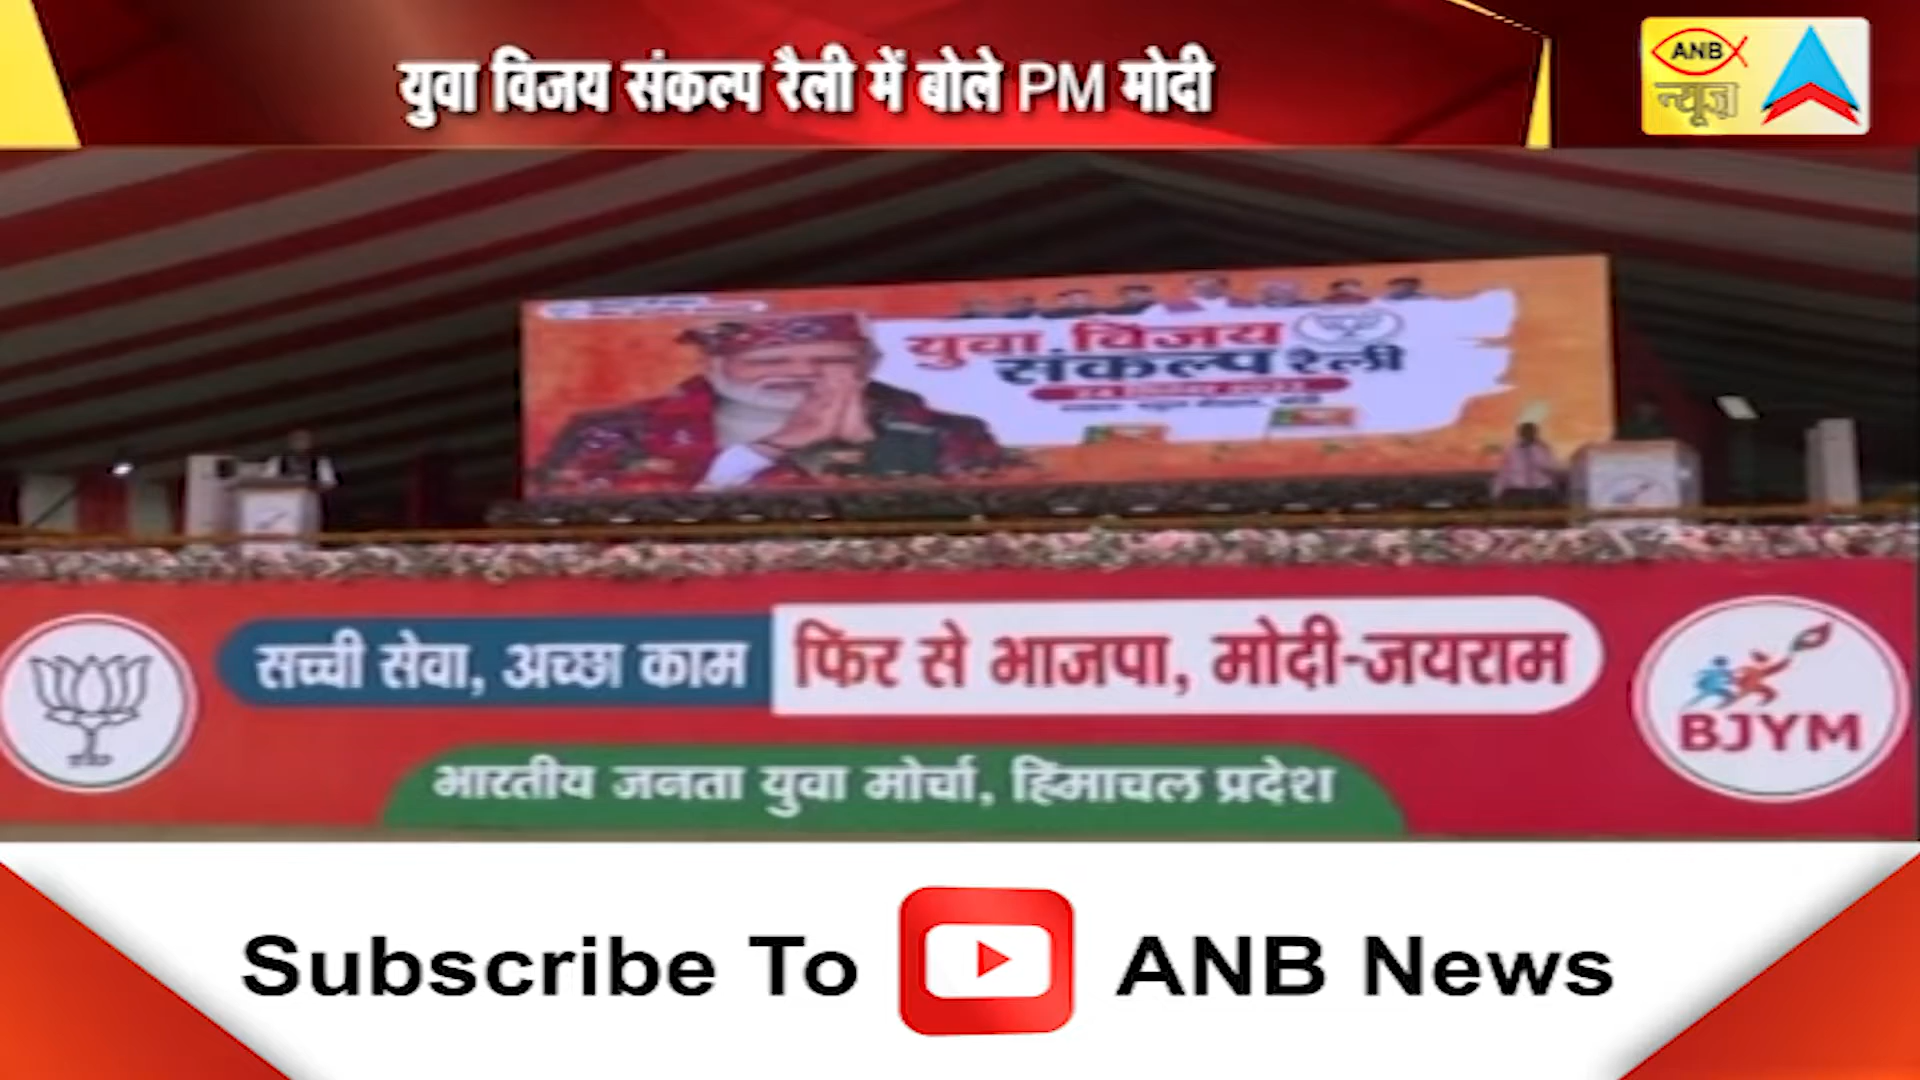 युवा विजय संकल्प रैली में बोले PM मोदी
ANB
न्यूज़
युवा विजय
संकल्प रैली
सच्ची सेवा, अच्छा काम फिर से भाजपा, मोदी-जयराम
BJYM
भारतीय जनता युवा मोर्चा, हिमाचल प्रदेश
Subscribe To ANB News